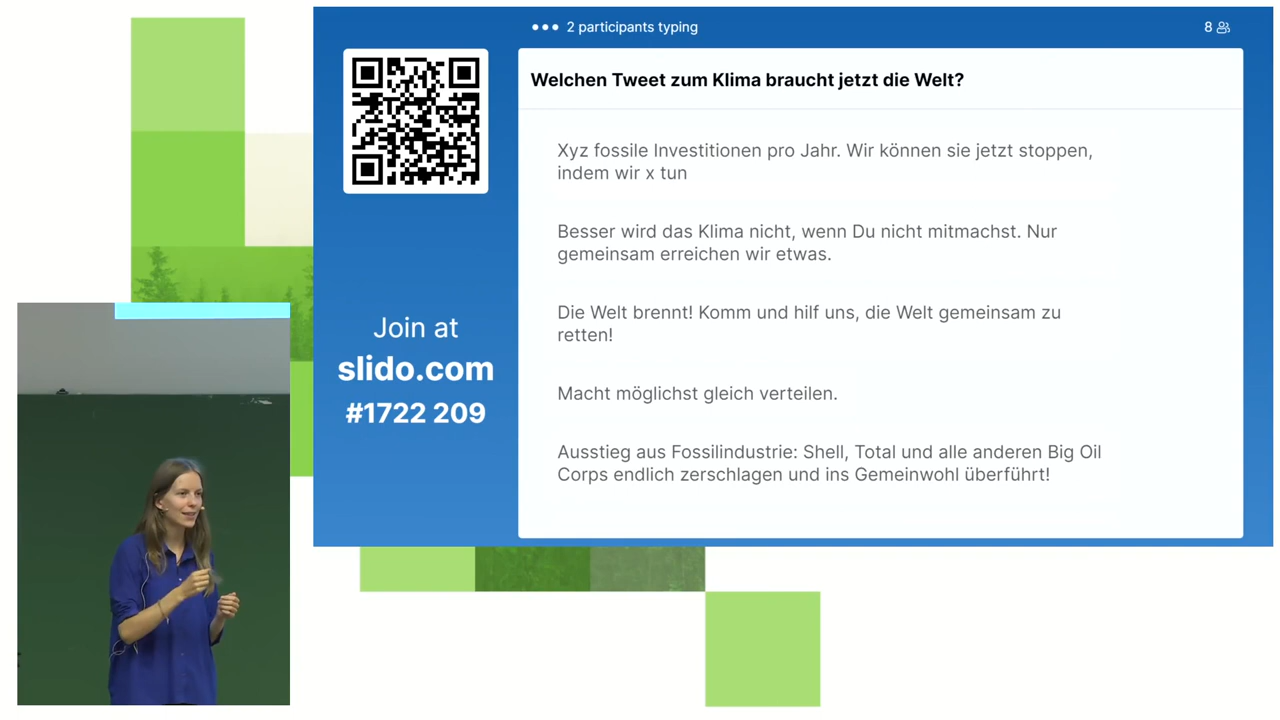 ••• 2 participants typing
8
Welchen Tweet zum Klima braucht jetzt die Welt?
Xyz fossile Investitionen pro Jahr. Wir können sie jetzt stoppen,
indem wir x tun
Besser wird das Klima nicht, wenn Du nicht mitmachst. Nur
gemeinsam erreichen wir etwas.
Die Welt brennt! Komm und hilf uns, die Welt gemeinsam zu
retten!
Macht möglichst gleich verteilen.
Ausstieg aus Fossilindustrie: Shell, Total und alle anderen Big Oil
Corps endlich zerschlagen und ins Gemeinwohl überführt!
Join at
slido.com
#1722 209